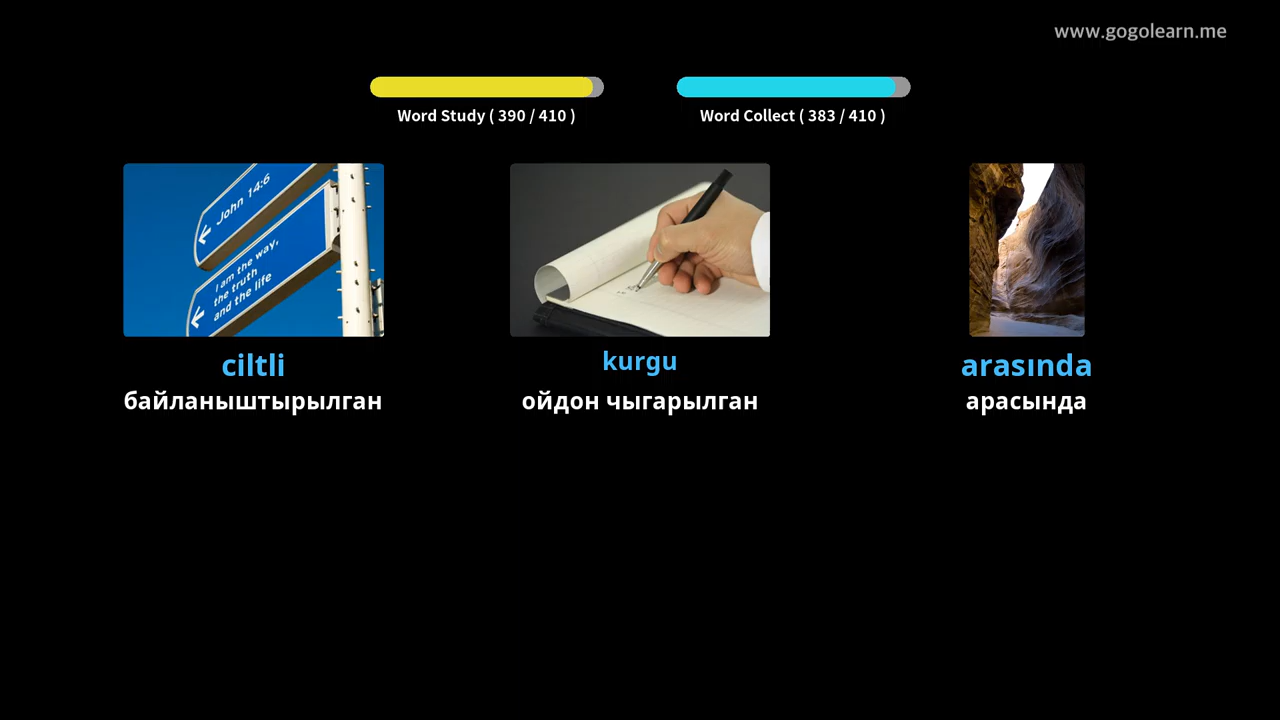 www.gogolearn.me
Word Study ( 390 / 410 )
Word Collect ( 383 / 410 )
John 14:6
I am the way,
the truth
and the life
ciltli
kurgu
arasında
байланыштырылган
ойдон чыгарылган
арасында